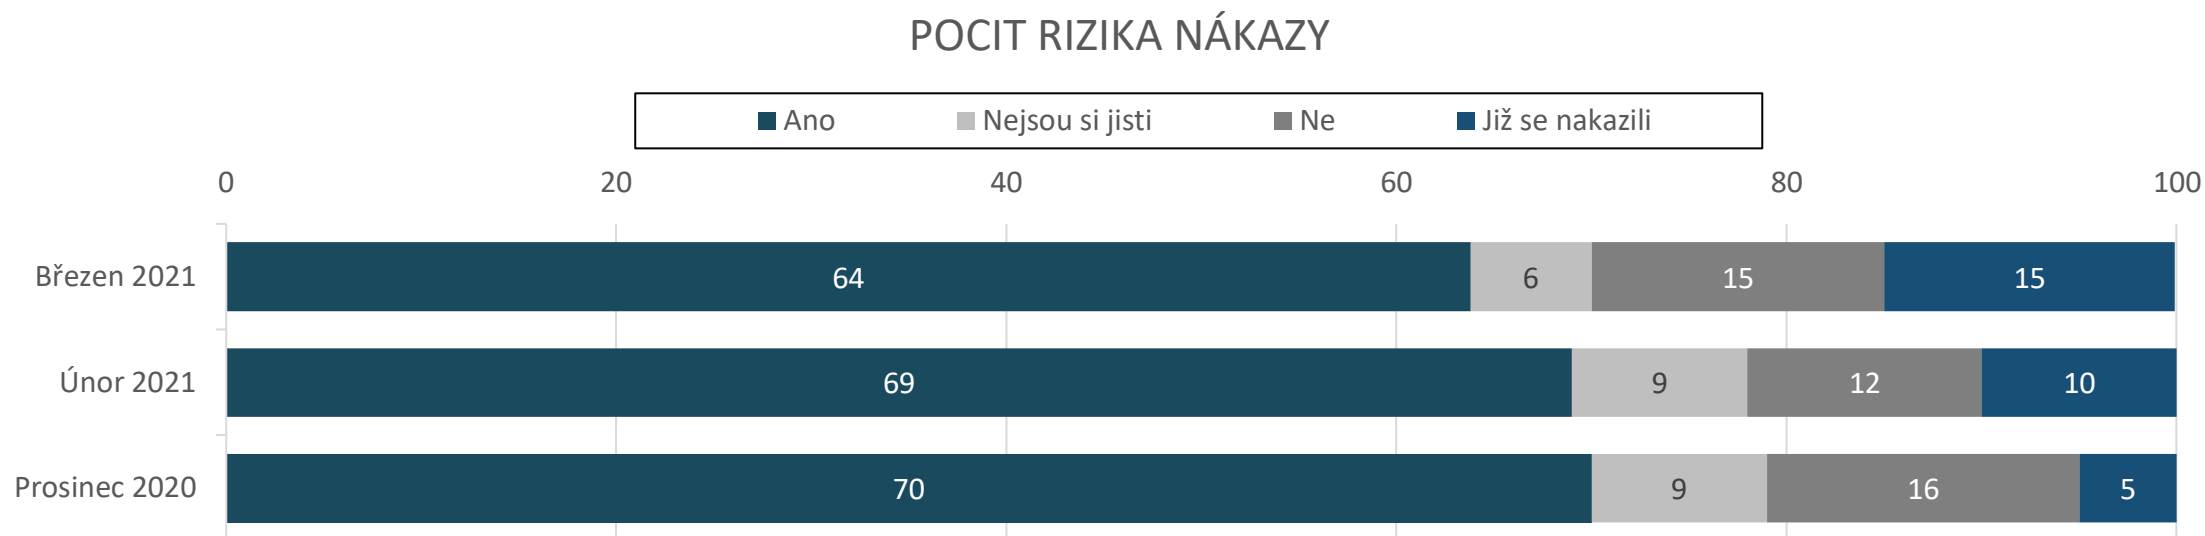 POCIT RIZIKA NÁKAZY
Ano Nejsou si jisti Ne Již se nakazili
0 20 40 60 80 100
Březen 2021 64 6 15 15
Únor 2021 69 9 12 10
Prosinec 2020 70 9 16 5